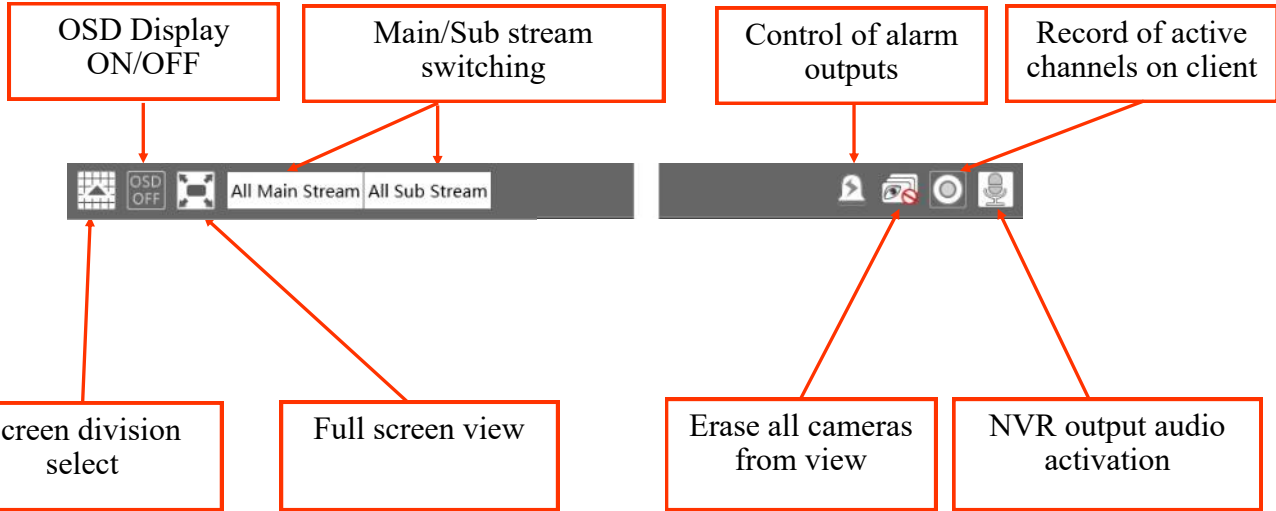 OSD Display
ON/OFF
Main/Sub stream
switching
Control of alarm
outputs
Record of active
channels on client
OSD
OFF
All Main Stream
All Sub Stream
creen division
select
Full screen view
Erase all cameras
from view
NVR output audio
activation